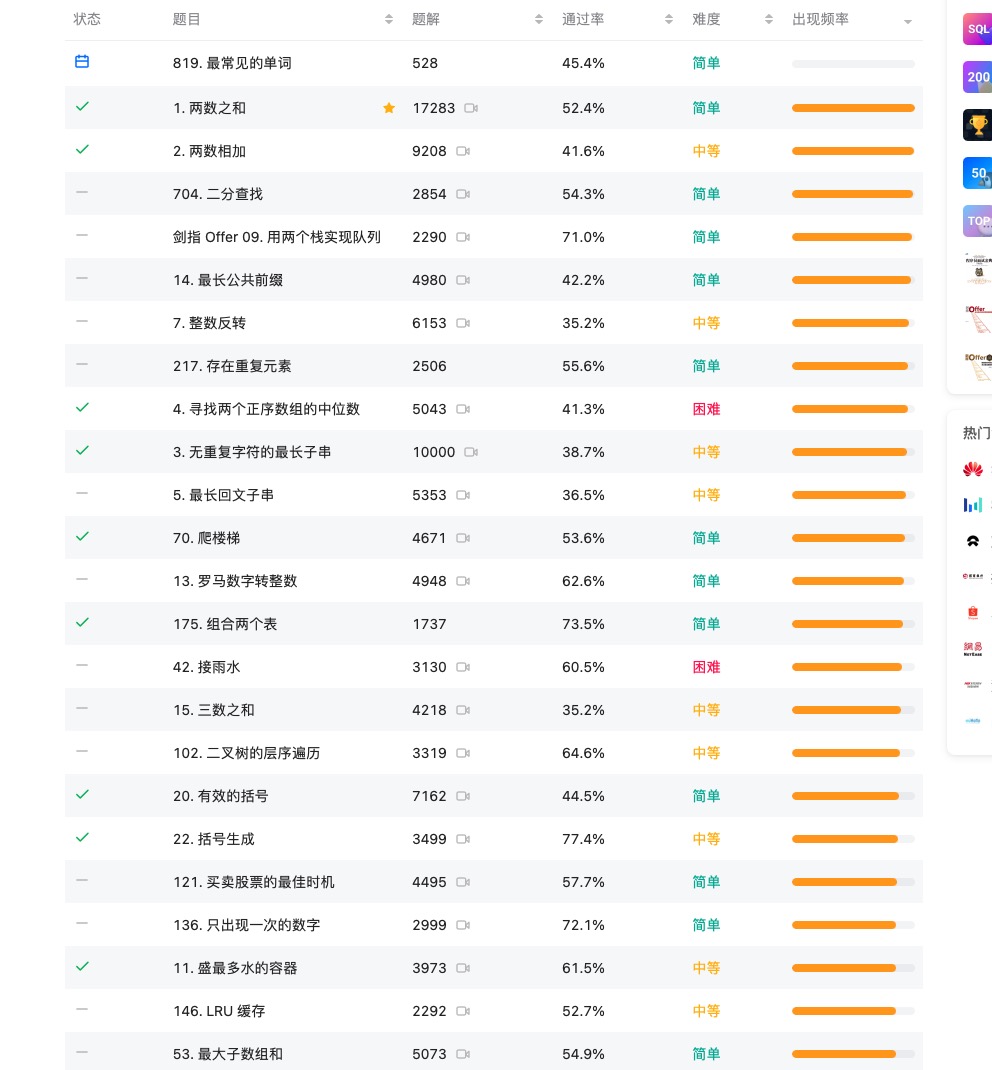 状态 题目 题解 通过率 难度 出现频率
819. 最常见的单词 528 45.4% 简单
1. 两数之和 17283 52.4% 简单
2. 两数相加 9208 41.6% 中等
704. 二分查找 2854 54.3% 简单
剑指 Offer 09. 用两个栈实现队列 2290 71.0% 简单
14. 最长公共前缀 4980 42.2% 简单
7. 整数反转 6153 35.2% 中等
217. 存在重复元素 2506 55.6% 简单
4. 寻找两个正序数组的中位数 5043 41.3% 困难
3. 无重复字符的最长子串 10000 38.7% 中等
5. 最长回文子串 5353 36.5% 中等
70. 爬楼梯 4671 53.6% 简单
13. 罗马数字转整数 4948 62.6% 简单
175. 组合两个表 1737 73.5% 简单
42. 接雨水 3130 60.5% 困难
15. 三数之和 4218 35.2% 中等
102. 二叉树的层序遍历 3319 64.6% 中等
20. 有效的括号 7162 44.5% 简单
22. 括号生成 3499 77.4% 中等
121. 买卖股票的最佳时机 4495 57.7% 简单
136. 只出现一次的数字 2999 72.1% 简单
11. 盛最多水的容器 3973 61.5% 中等
146. LRU 缓存 2292 52.7% 中等
53. 最大子数组和 5073 54.9% 简单
SQL
200
50
TOP
Offer
Offer
热门
網易